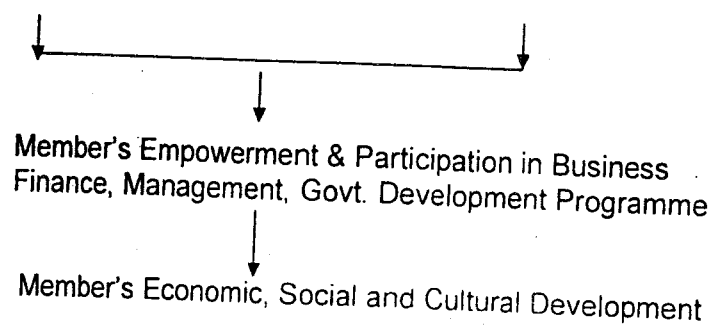 Member's Empowerment & Participation in Business
Finance, Management, Govt. Development Programme
Member's Economic, Social and Cultural Development